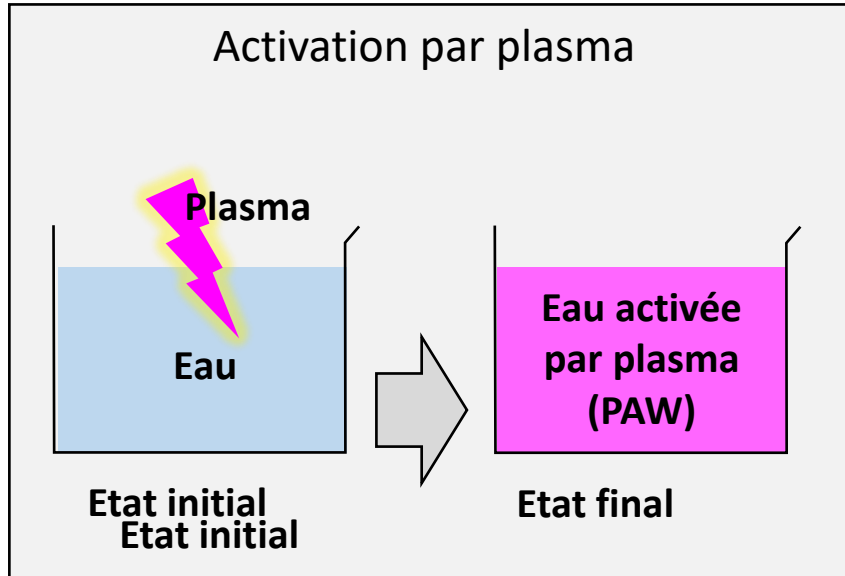 Activation par plasma
Plasma
Eau
Eau activée
par plasma
(PAW)
Etat initial
Etat initial
Etat final